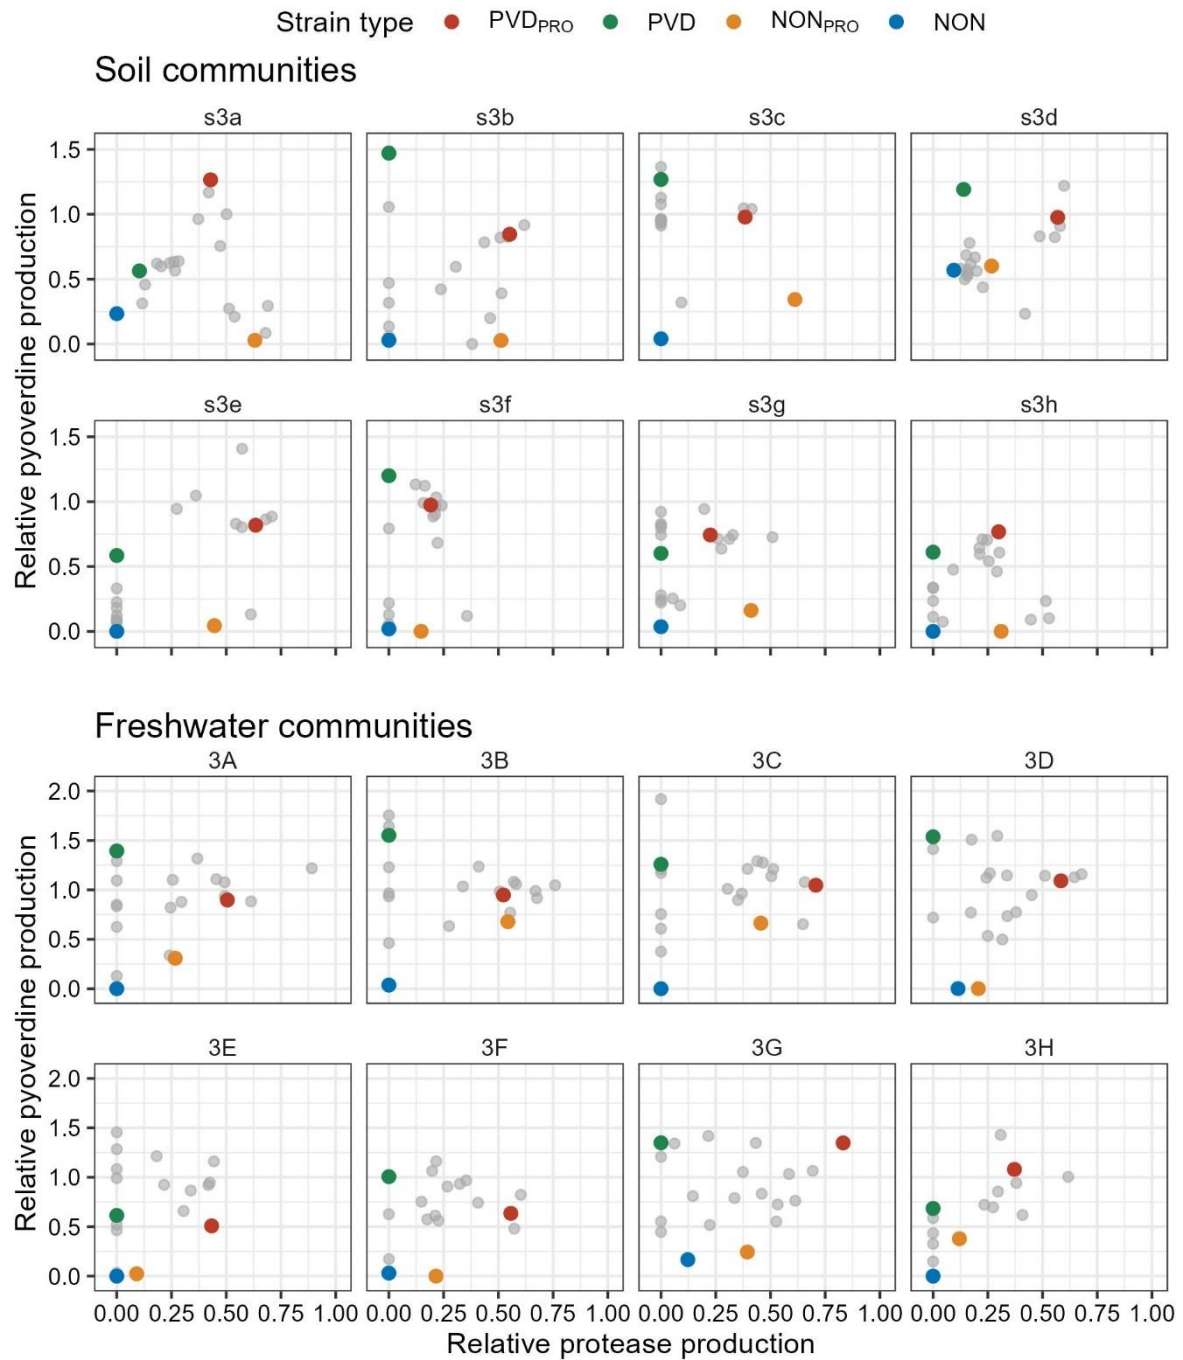 Strain type PVD_PRO PVD NON_PRO NON
Soil communities
s3a s3b s3c s3d
1.5
1.0
0.5
0.0
s3e s3f s3g s3h
1.5
1.0
0.5
0.0
Relative pyoverdine production
Freshwater communities
3A 3B 3C 3D
2.0
1.5
1.0
0.5
0.0
3E 3F 3G 3H
2.0
1.5
1.0
0.5
0.0
Relative pyoverdine production
0.00 0.25 0.50 0.75 1.00 0.00 0.25 0.50 0.75 1.00 0.00 0.25 0.50 0.75 1.00 0.00 0.25 0.50 0.75 1.00
Relative protease production